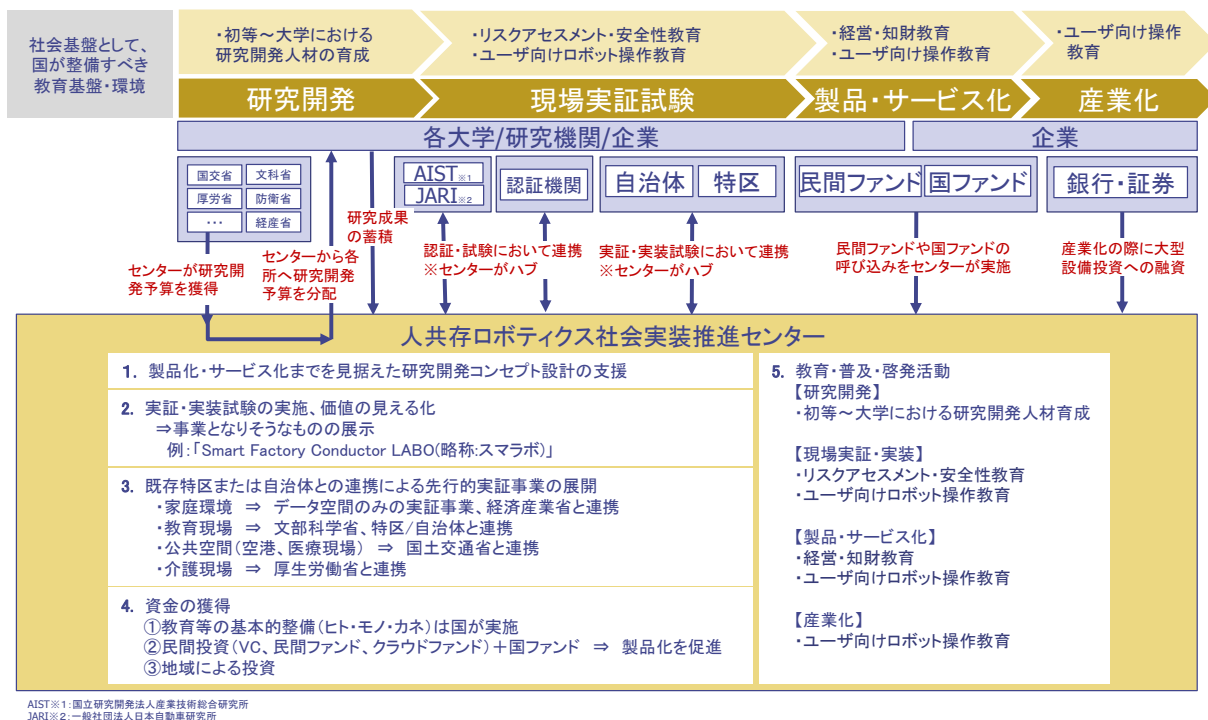 社会基盤として、
国が整備すべき
教育基盤・環境
・初等～大学における
研究開発人材の育成
・リスクアセスメント・安全性教育
・ユーザ向けロボット操作教育
・経営・知財教育
・ユーザ向け操作教育
・ユーザ向け操作
教育
研究開発
現場実証試験
製品・サービス化
産業化
各大学/研究機関/企業
企業
国交省
文科省
厚労省
防衛省
…
経産省
AIST※1
JARI※2
認証機関
自治体
特区
民間ファンド
国ファンド
銀行・証券
センターが研究開
発予算を獲得
センターから各
所へ研究開発
予算を分配
研究成果
の蓄積
認証・試験において連携
※センターがハブ
実証・実装試験において連携
※センターがハブ
民間ファンドや国ファンドの
呼び込みをセンターが実施
産業化の際に大型
設備投資への融資
人共存ロボティクス社会実装推進センター
1. 製品化・サービス化までを見据えた研究開発コンセプト設計の支援
2. 実証・実装試験の実施、価値の見える化
⇒事業となりそうなものの展示
例：「Smart Factory Conductor LABO(略称:スマラボ)」
3. 既存特区または自治体との連携による先行的実証事業の展開
・家庭環境 ⇒ データ空間のみの実証事業、経済産業省と連携
・教育現場 ⇒ 文部科学省、特区/自治体と連携
・公共空間(空港、医療現場) ⇒ 国土交通省と連携
・介護現場 ⇒ 厚生労働省と連携
4. 資金の獲得
①教育等の基本的整備(ヒト・モノ・カネ)は国が実施
②民間投資(VC、民間ファンド、クラウドファンド)＋国ファンド ⇒ 製品化を促進
③地域による投資
5. 教育・普及・啓発活動
【研究開発】
・初等～大学における研究開発人材育成
【現場実証・実装】
・リスクアセスメント・安全性教育
・ユーザ向けロボット操作教育
【製品・サービス化】
・経営・知財教育
・ユーザ向けロボット操作教育
【産業化】
・ユーザ向けロボット操作教育
AIST※1：国立研究開発法人産業技術総合研究所
JARI※2：一般社団法人日本自動車研究所